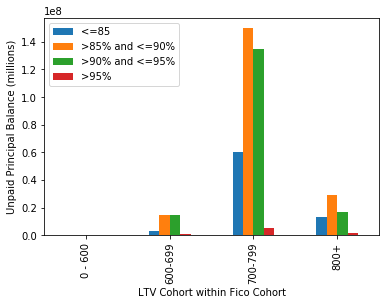 1e8
<=85
>85% and <=90%
>90% and <=95%
>95%
Unpaid Principal Balance (millions)
1.4
1.2
1.0
0.8
0.6
0.4
0.2
0.0
0 - 600
600-699
700-799
800+
LTV Cohort within Fico Cohort